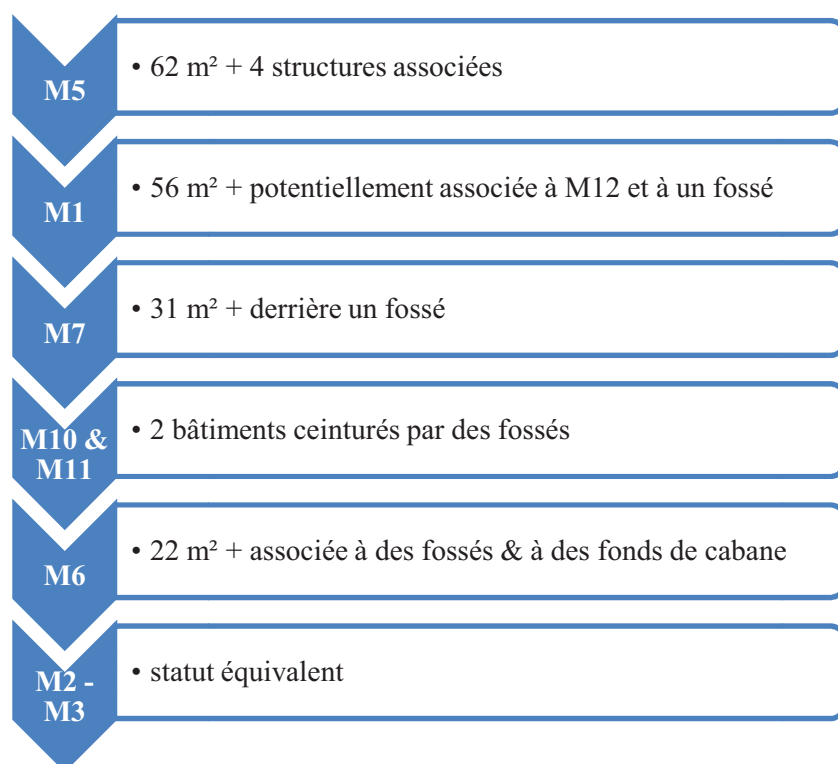 M5
• 62 m² + 4 structures associées
M1
• 56 m² + potentiellement associée à M12 et à un fossé
M7
• 31 m² + derrière un fossé
M10 &
M11
• 2 bâtiments ceinturés par des fossés
M6
• 22 m² + associée à des fossés & à des fonds de cabane
M2 -
M3
• statut équivalent